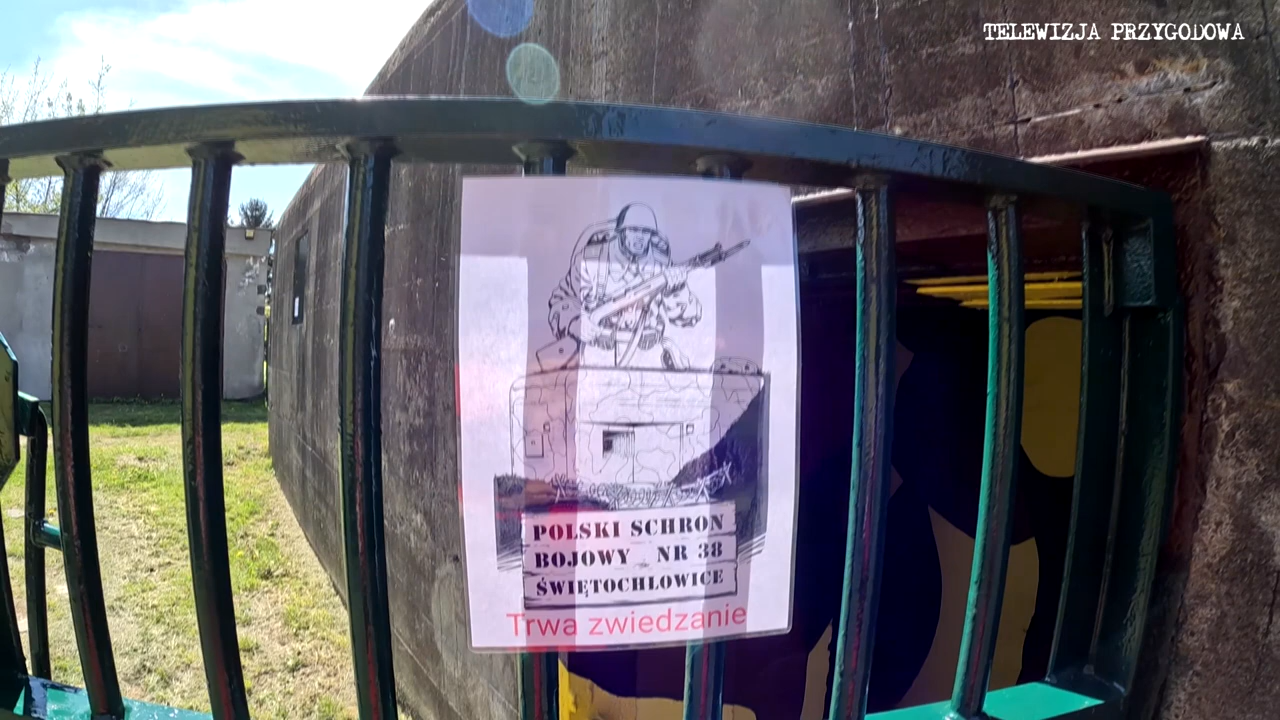 TELEWIZJA PRZYGODOWA
POLSKI SCHRON
BOJOWY NR 38
ŚWIĘTOCHŁOWICE
Trwa zwiedzanie